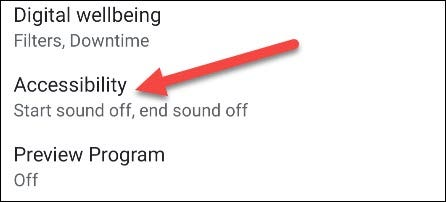 Digital wellbeing
Filters, Downtime
Accessibility
Start sound off, end sound off
Preview Program
Off